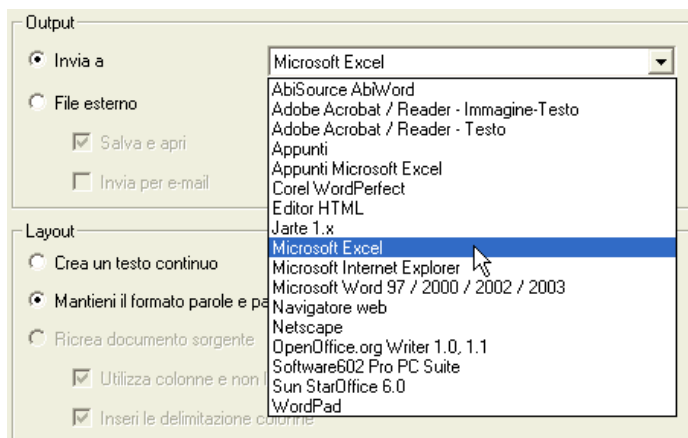 Output
Invia a
Microsoft Excel
AbiSource AbiWord
File esterno
Adobe Acrobat / Reader - Immagine-Testo
Adobe Acrobat / Reader - Testo
Salva e apri
Appunti
Appunti Microsoft Excel
Invia per e-mail
Corel WordPerfect
Editor HTML
Jarte 1.x
Layout
Microsoft Excel
Crea un testo continuo
Microsoft Internet Explorer
Microsoft Word 97 / 2000 / 2002 / 2003
Mantieni il formato parole e
Navigatore web
Netscape
Ricrea documento sorgente
OpenOffice.org Writer 1.0, 1.1
Software602 Pro PC Suite
Utilizza colonne e non
Sun StarOffice 6.0
WordPad
Inseri le delimitazione colonne